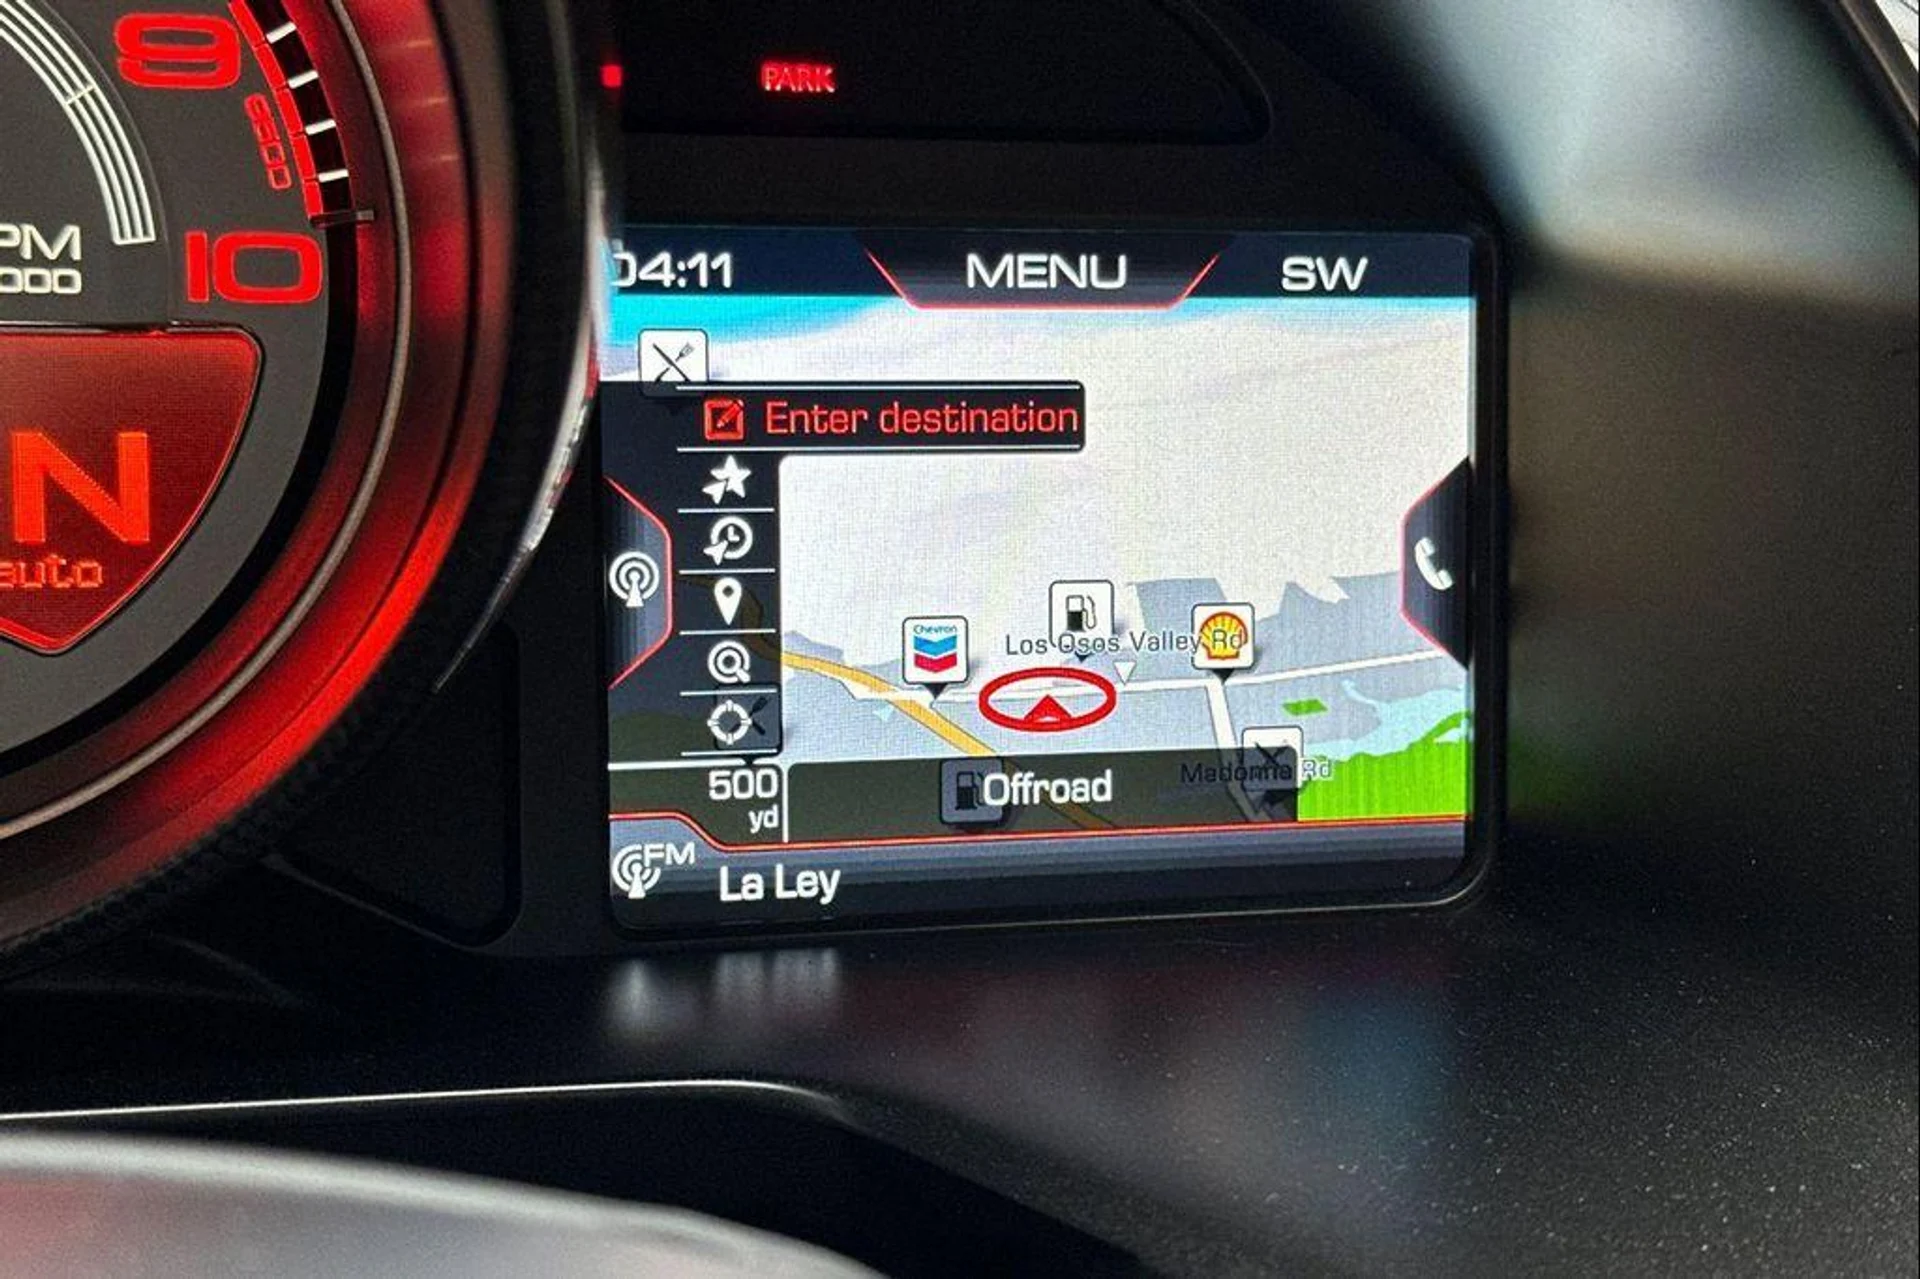 9
9500
10
PM
000
N
auto
PARK
04:11 MENU SW
Enter destination
Chevron
Los Osos Valley Rd
Madonna Rd
500
yd
Offroad
FM
La Ley